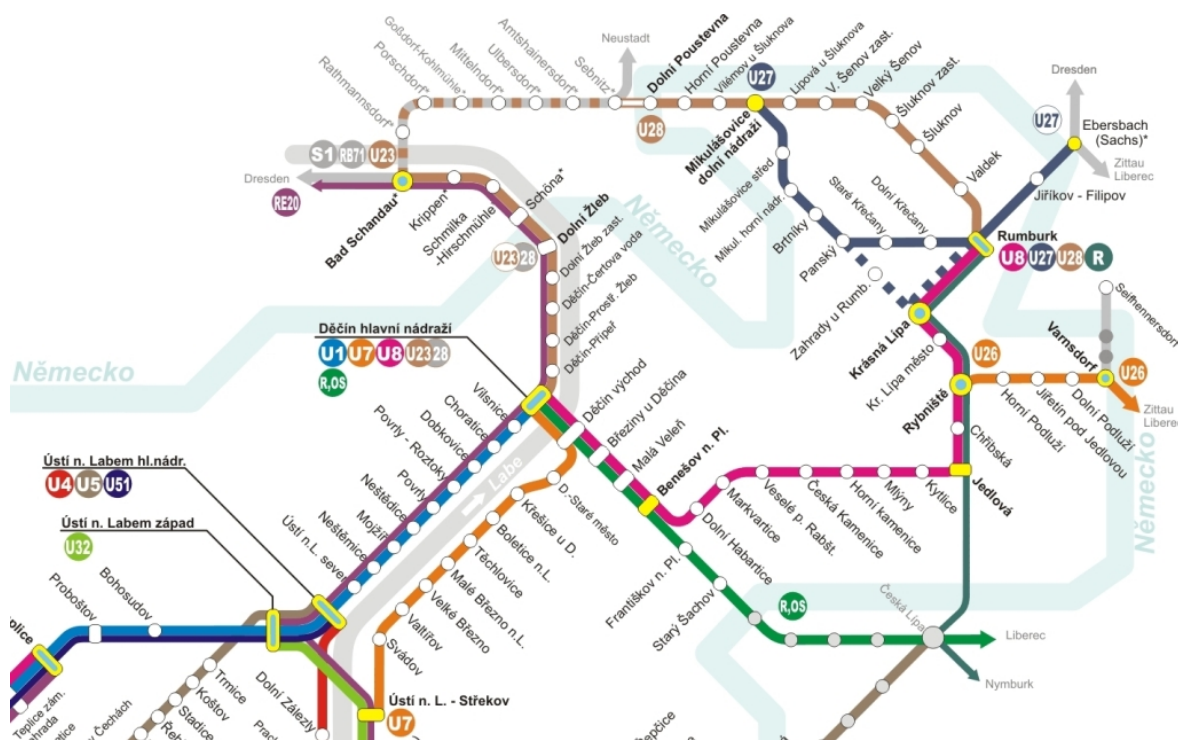 Neustadt
Goßdorf-Kohlmühle*
Porschdorf*
Mittelndorf*
Ulbersdorf*
Amtshainersdorf*
Sebnitz*
Rathmannsdorf*
Dolní Poustevna
Horní Poustevna
Vilémov u Šluknova
U27
Lipová u Šluknova
V. Šenov zast.
Velký Šenov
Šluknov zast.
Šluknov
Valdek
U28
Mikulášovice
dolní nádraží
Mikulášovice střed
Mikul. horní nádr.
Brtníky
Panský
Staré Křečany
Dolní Křečany
Zahrady u Rumb.
Dresden
U27
Ebersbach
(Sachs)*
Zittau
Liberec
Jiříkov - Filipov
Rumburk
U8 U27 U28 R
S1 RB71 U23
Dresden
RE20
Bad Schandau*
Krippen*
Schmilka
-Hirschmühle*
Schöna*
Dolní Žleb
U23 28
Dolní Žleb zast.
Děčín-Čertova voda
Děčín-Prostř. Žleb
Děčín-Přípeř
Německo
Německo
Německo
Krásná Lípa
Kr. Lípa město
Rybniště
U26
Horní Podluží
Jiřetín pod Jedlovou
Dolní Podluží
Varnsdorf
Seifhennersdorf
U26
Zittau
Liberec
Chřibská
Jedlová
Děčín hlavní nádraží
U1 U7 U8 U23 28
R,OS
Děčín východ
Březiny u Děčína
Malá Veleň
Benešov n. Pl.
Dolní Habartice
Markvartice
Veselé p. Rabšt.
Česká Kamenice
Horní kamenice
Mlýny
Kytlice
Františkov n. Pl.
Starý Šachov
R,OS
Česká Lípa
Liberec
Nymburk
Vilsnice
Choratice
Dobkovice
Povrly - Roztoky
Povrly
Neštědice
Mojžíř
Neštěmice
Ústí n.L. sever
Labe
D.-Staré město
Křešice u D.
Boletice n.L.
Těchlovice
Malé Březno n.L.
Velké Březno
Valtířov
Svádov
Ústí n. Labem hl.nádr.
U4 U5 U51
Ústí n. Labem západ
U32
Bohosudov
Proboštov
olice
Teplice zám.
ehrada
etice
y Čechách
Řeh
Stadice
Koštov
Trmice
Dolní Zálezly
Prac
Ústí n. L. - Střekov
U7
řepčice